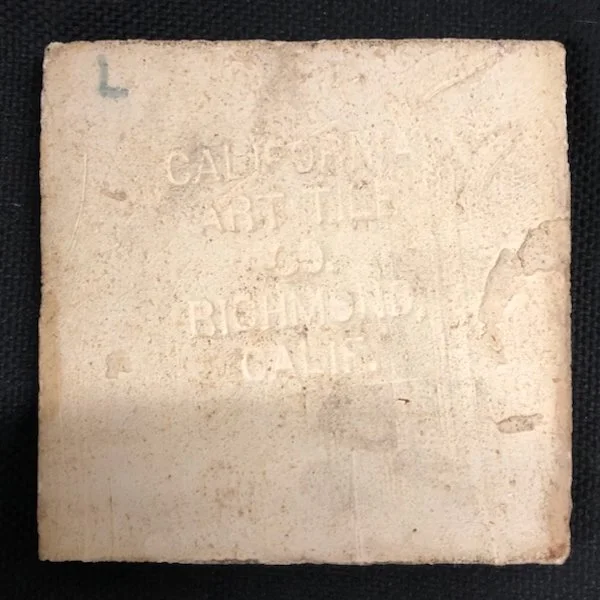 L
CALIFORNIA
ART TILE
CO.
RICHMOND,
CALIF.